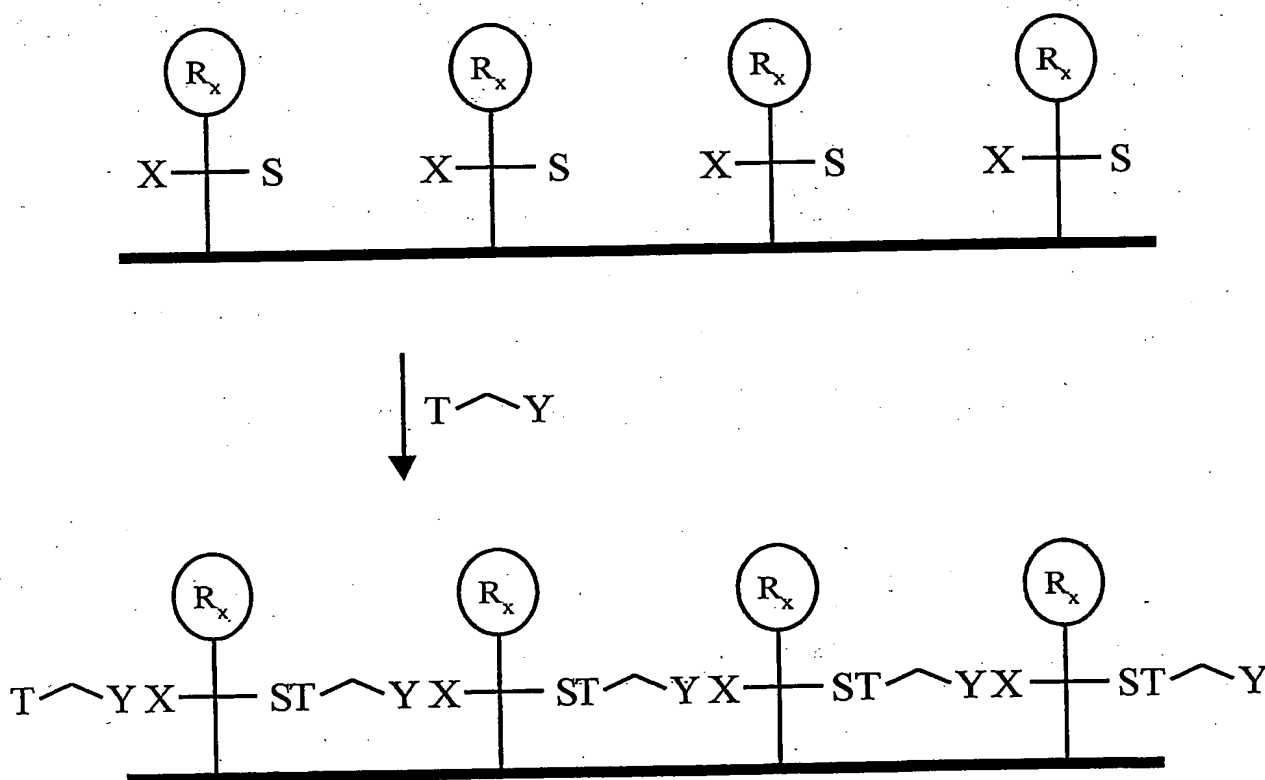 Rₓ Rₓ Rₓ Rₓ
X S X S X S X S
T Y
Rₓ Rₓ Rₓ Rₓ
T Y X ST Y X ST Y X ST Y X ST Y